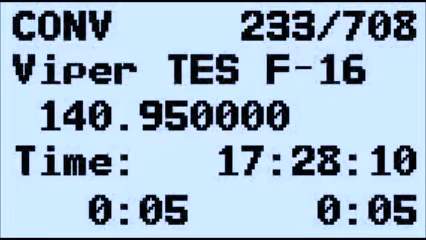 CONV 233/708
Viper TES F-16
140.950000
Time: 17:28:10
0:05 0:05